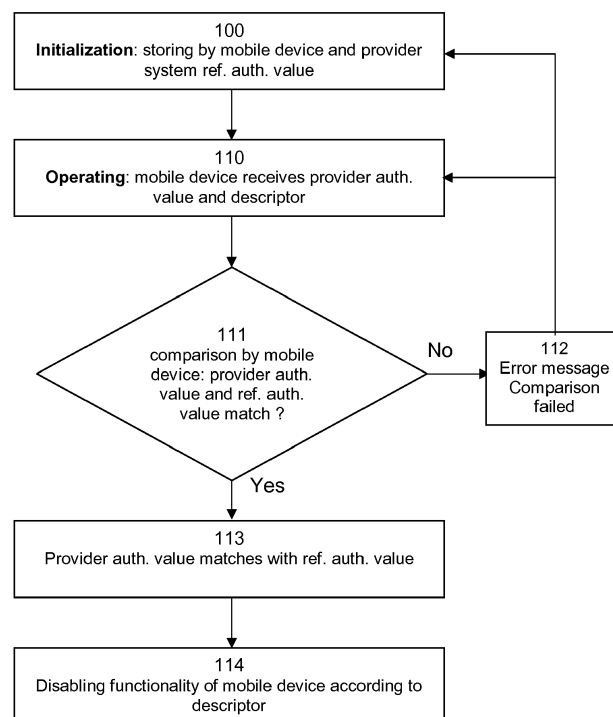 100
Initialization: storing by mobile device and provider
system ref. auth. value
110
Operating: mobile device receives provider auth.
value and descriptor
111
comparison by mobile
device: provider auth.
value and ref. auth.
value match ?
No
112
Error message
Comparison
failed
Yes
113
Provider auth. value matches with ref. auth. value
114
Disabling functionality of mobile device according to
descriptor